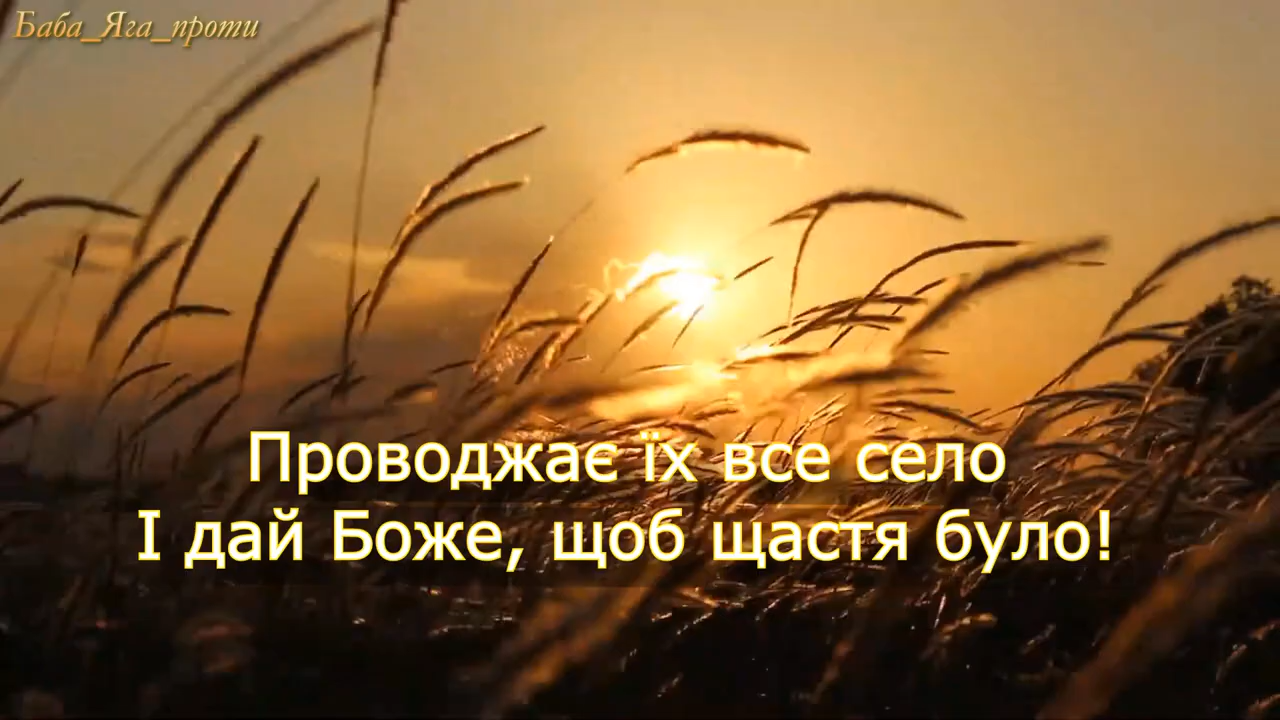 Баба_Яга_проти
Проводжає їх все село
І дай Боже, щоб щастя було!